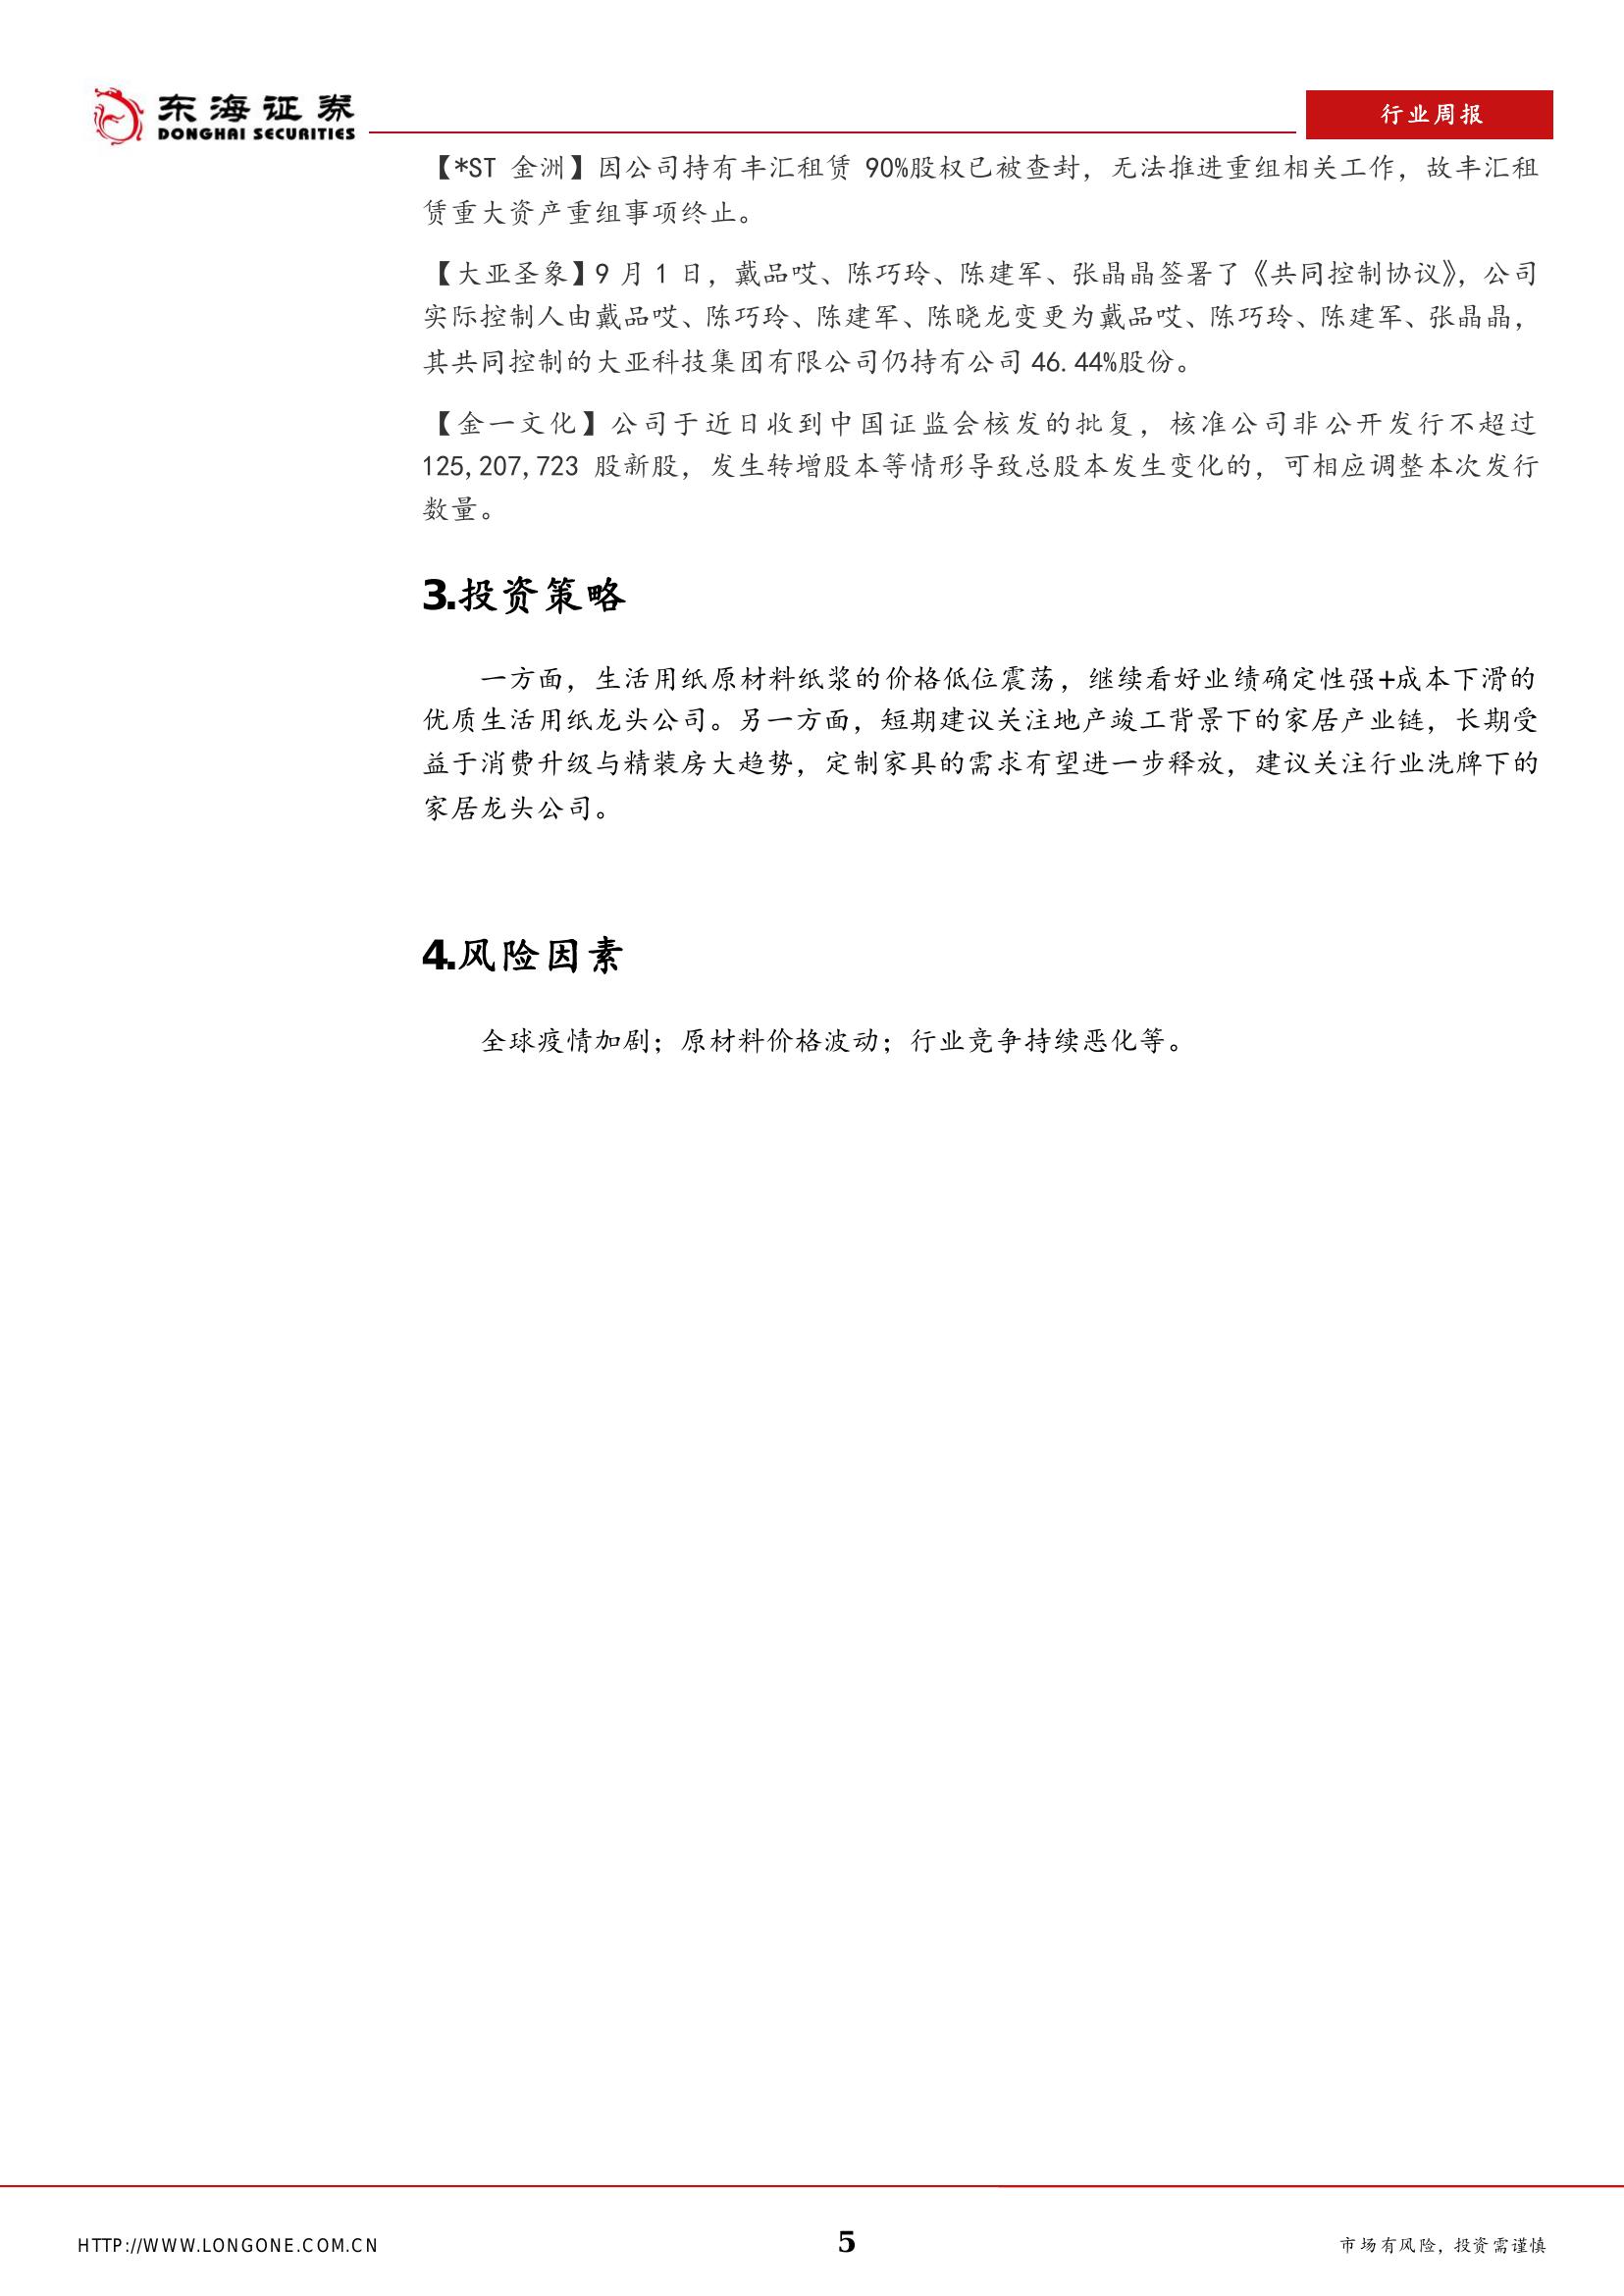 东海证券
DONGHAI SECURITIES
行业周报
【*ST 金洲】因公司持有丰汇租赁 90%股权已被查封，无法推进重组相关工作，故丰汇租
赁重大资产重组事项终止。
【大亚圣象】9 月 1 日，戴品哎、陈巧玲、陈建军、张晶晶签署了《共同控制协议》，公司
实际控制人由戴品哎、陈巧玲、陈建军、陈晓龙变更为戴品哎、陈巧玲、陈建军、张晶晶，
其共同控制的大亚科技集团有限公司仍持有公司 46.44%股份。
【金一文化】公司于近日收到中国证监会核发的批复，核准公司非公开发行不超过
125,207,723 股新股，发生转增股本等情形导致总股本发生变化的，可相应调整本次发行
数量。
3.投资策略
一方面，生活用纸原材料纸浆的价格低位震荡，继续看好业绩确定性强+成本下滑的
优质生活用纸龙头公司。另一方面，短期建议关注地产竣工背景下的家居产业链，长期受
益于消费升级与精装房大趋势，定制家具的需求有望进一步释放，建议关注行业洗牌下的
家居龙头公司。
4.风险因素
全球疫情加剧；原材料价格波动；行业竞争持续恶化等。
HTTP://WWW.LONGONE.COM.CN
5
市场有风险，投资需谨慎